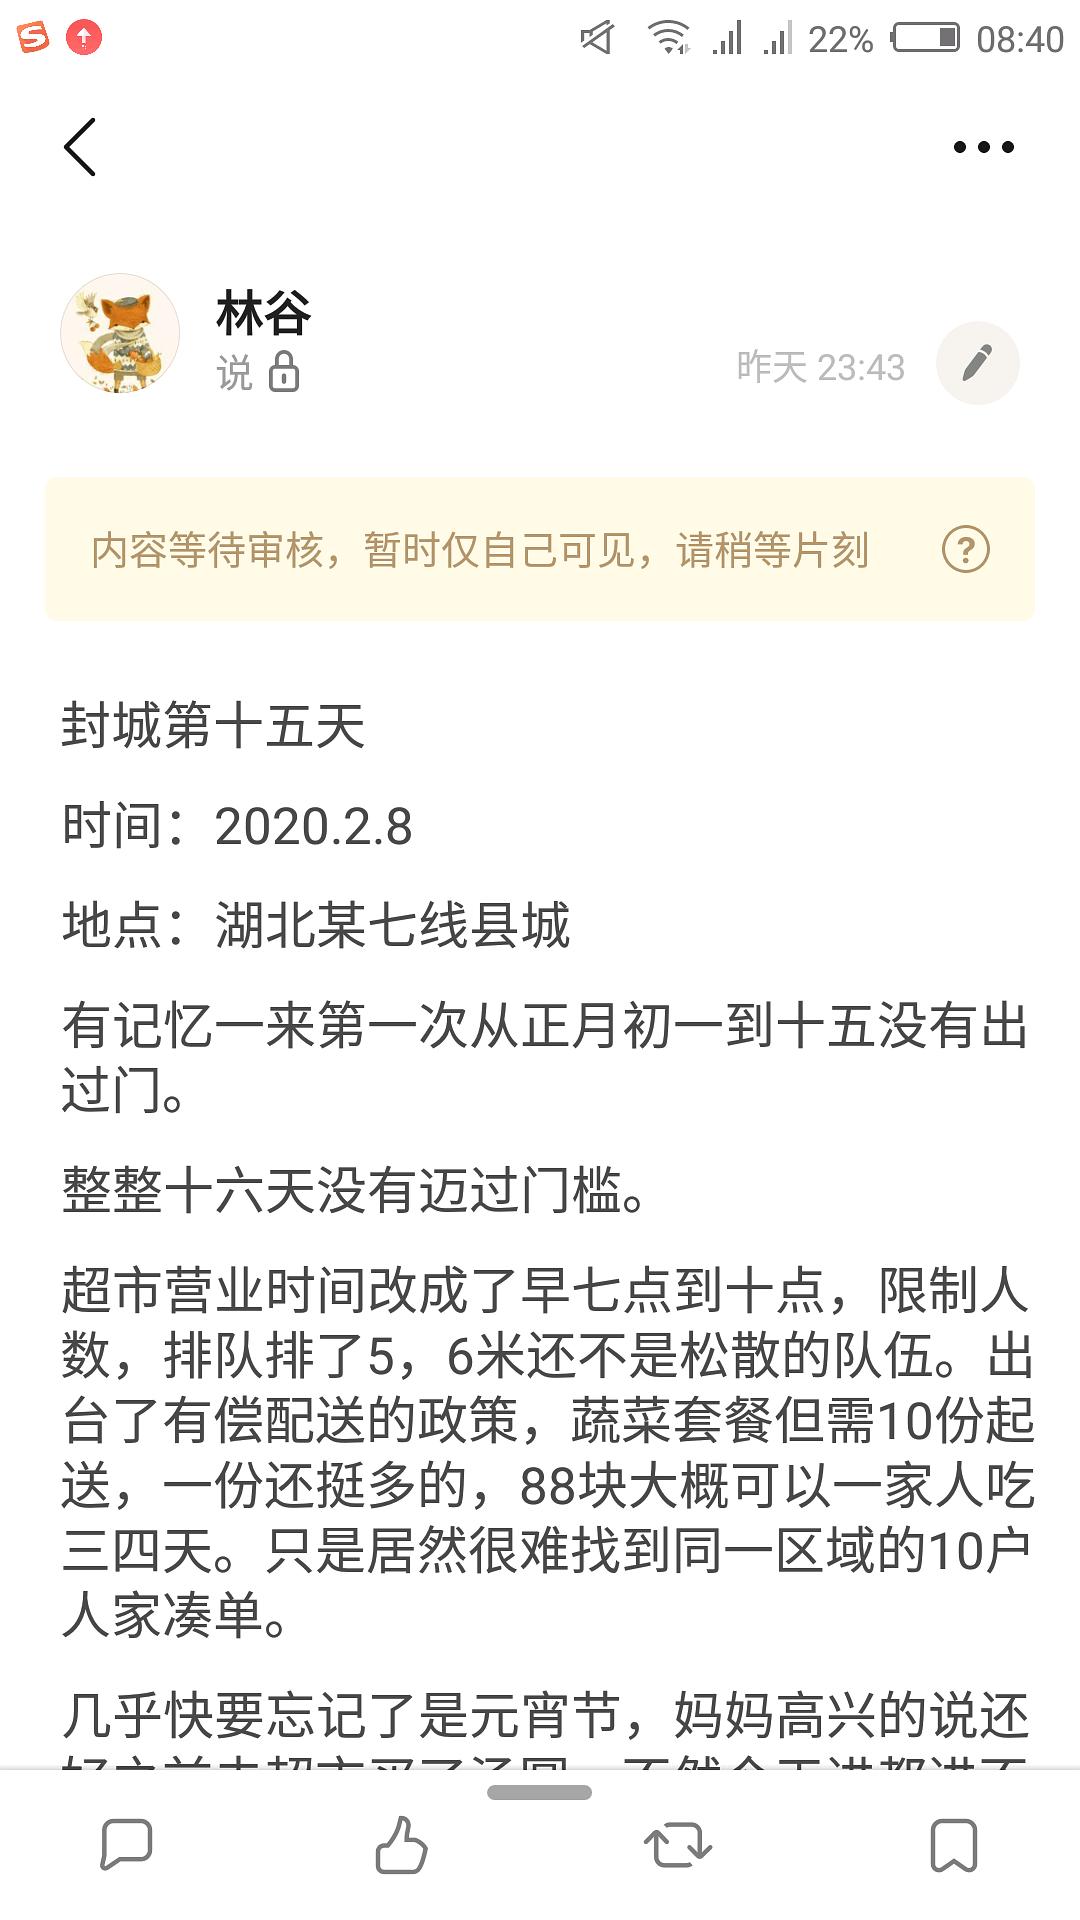 22%
08:40
林谷
说
昨天 23:43
内容等待审核，暂时仅自己可见，请稍等片刻
?
封城第十五天
时间：2020.2.8
地点：湖北某七线县城
有记忆一来第一次从正月初一到十五没有出
过门。
整整十六天没有迈过门槛。
超市营业时间改成了早七点到十点，限制人
数，排队排了5，6米还不是松散的队伍。出
台了有偿配送的政策，蔬菜套餐但需10份起
送，一份还挺多的，88块大概可以一家人吃
三四天。只是居然很难找到同一区域的10户
人家凑单。
几乎快要忘记了是元宵节，妈妈高兴的说还